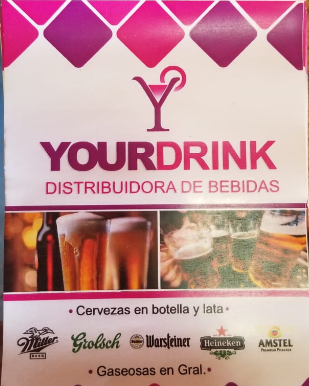 YOURDRINK
DISTRIBUIDORA DE BEBIDAS
• Cervezas en botella y lata •
Miller Grolsch Warsteiner Heineken AMSTEL
• Gaseosas en Gral. •